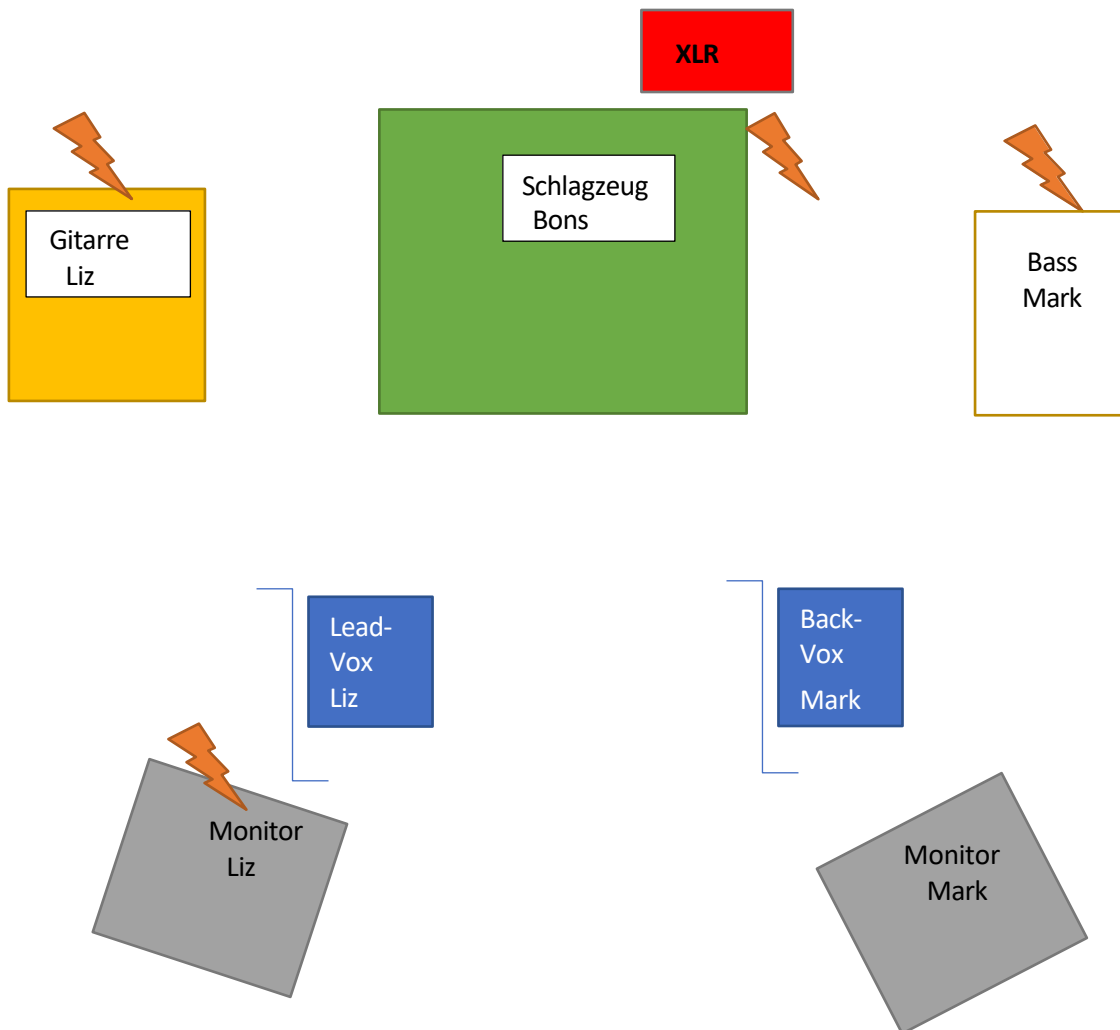 XLR
Schlagzeug
Bons
Gitarre
Liz
Bass
Mark
Lead-
Vox
Liz
Back-
Vox
Mark
Monitor
Liz
Monitor
Mark